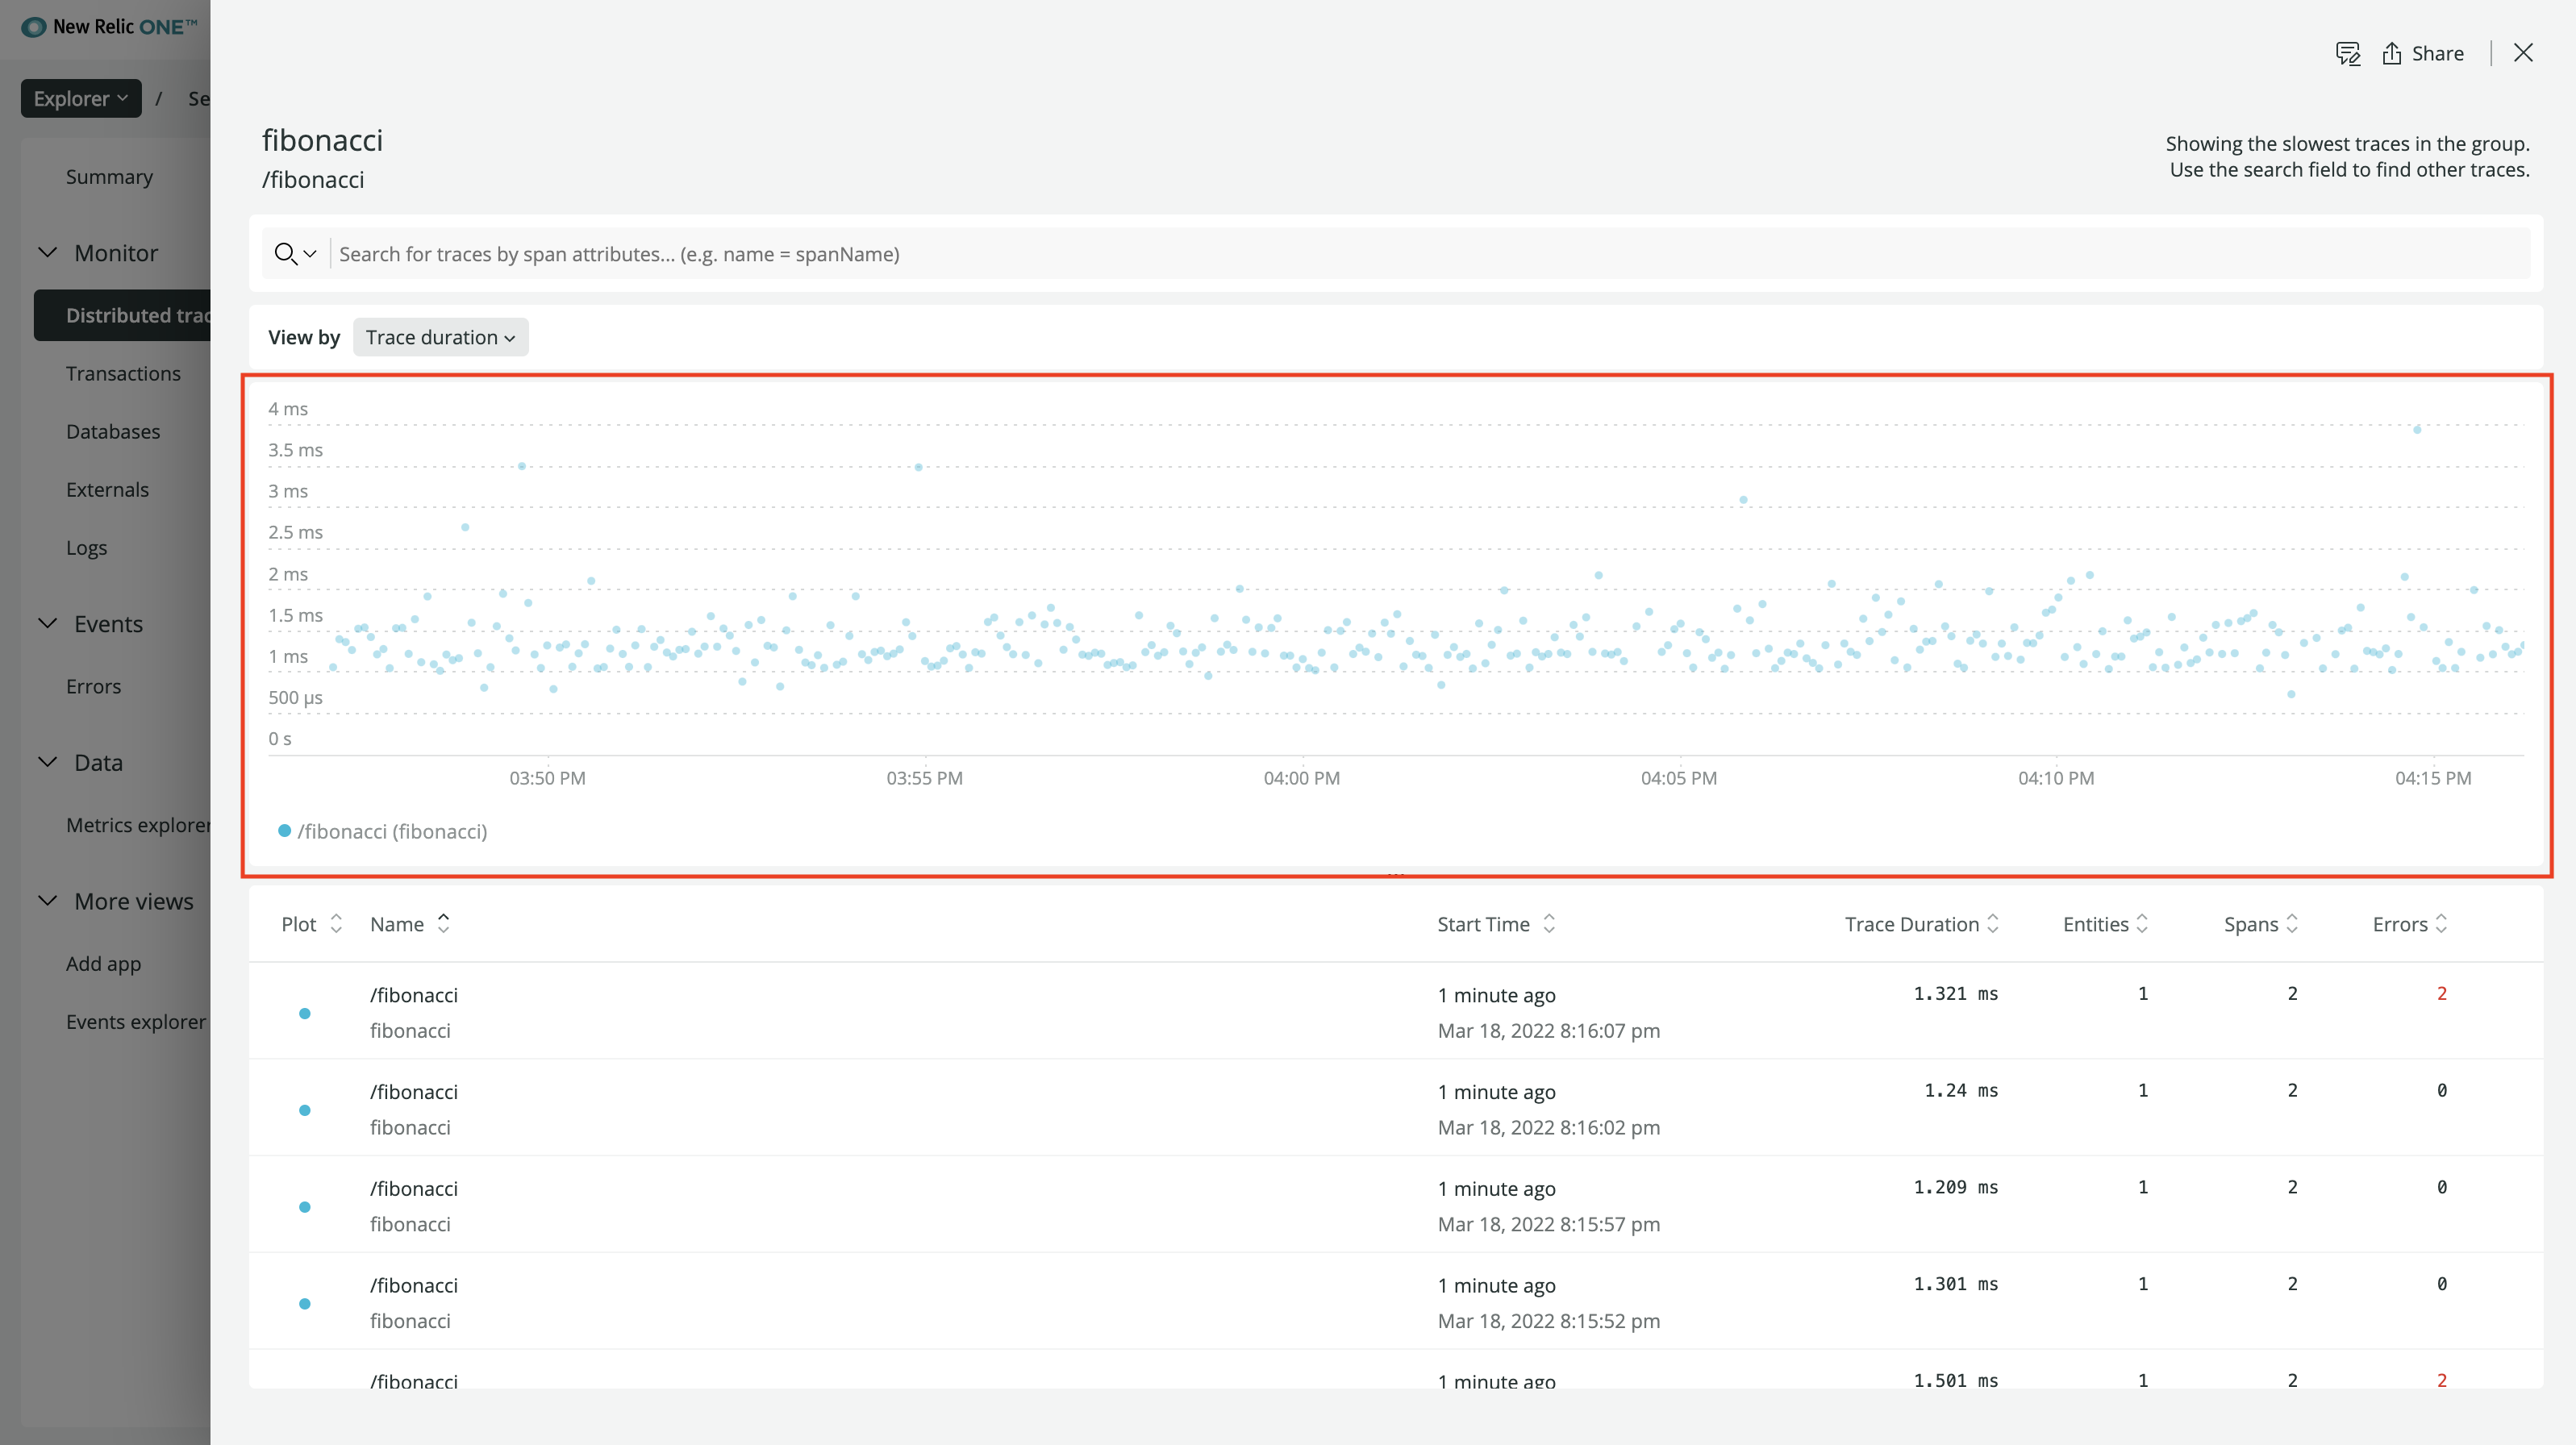 New Relic ONE™
Share
Explorer / Se
fibonacci
/fibonacci
Showing the slowest traces in the group.
Use the search field to find other traces.
Summary
Monitor
Distributed trac
Transactions
Databases
Externals
Logs
Events
Errors
Data
Metrics explorer
More views
Add app
Events explorer
Search for traces by span attributes... (e.g. name = spanName)
View by Trace duration
4 ms
3.5 ms
3 ms
2.5 ms
2 ms
1.5 ms
1 ms
500 µs
0 s
03:50 PM 03:55 PM 04:00 PM 04:05 PM 04:10 PM 04:15 PM
/fibonacci (fibonacci)
Plot Name Start Time Trace Duration Entities Spans Errors
/fibonacci 1 minute ago 1.321 ms 1 2 2
fibonacci Mar 18, 2022 8:16:07 pm
/fibonacci 1 minute ago 1.24 ms 1 2 0
fibonacci Mar 18, 2022 8:16:02 pm
/fibonacci 1 minute ago 1.209 ms 1 2 0
fibonacci Mar 18, 2022 8:15:57 pm
/fibonacci 1 minute ago 1.301 ms 1 2 0
fibonacci Mar 18, 2022 8:15:52 pm
/fibonacci 1 minute ago 1.501 ms 1 2 2